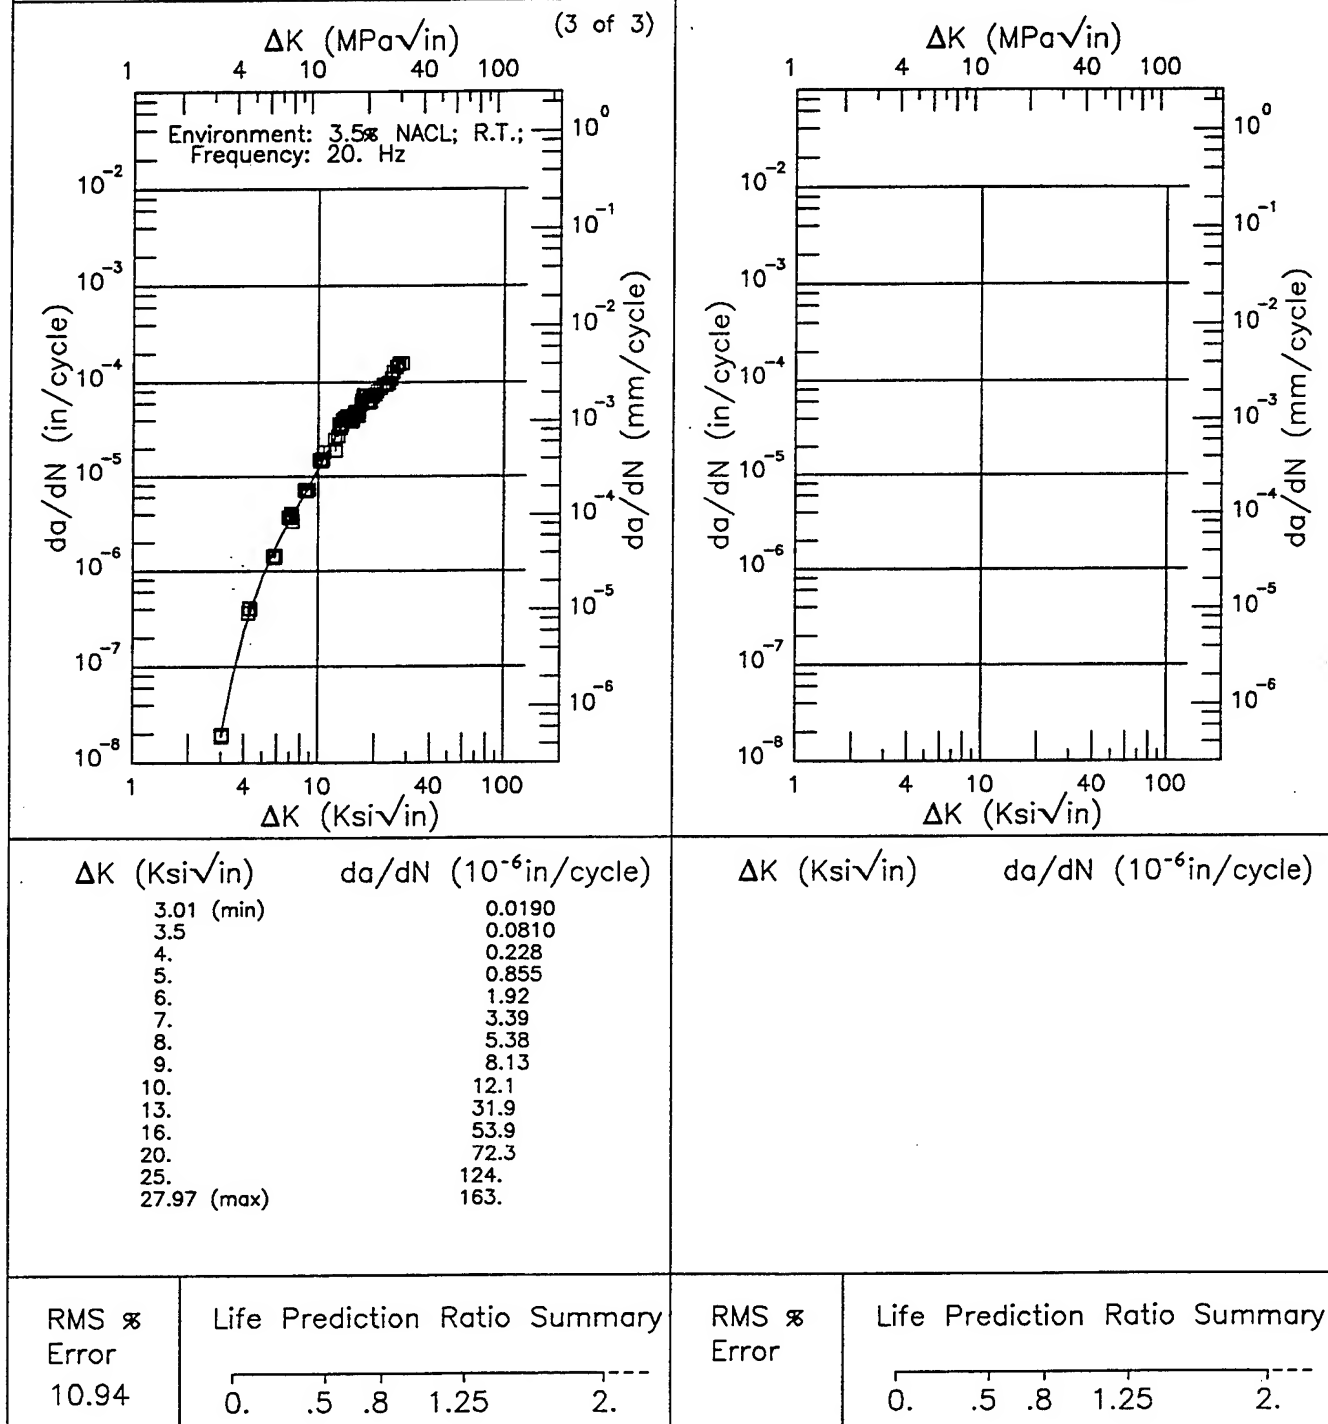 (3 of 3)
ΔK (MPa√in)
1 4 10 40 100
Environment: 3.5% NACL; R.T.;
Frequency: 20. Hz
10⁰
10⁻²
10⁻¹
10⁻³
10⁻²
10⁻⁴
10⁻³
10⁻⁵
10⁻⁴
10⁻⁶
10⁻⁵
10⁻⁷
10⁻⁶
10⁻⁸
da/dN (in/cycle)
da/dN (mm/cycle)
1 4 10 40 100
ΔK (Ksi√in)
ΔK (MPa√in)
1 4 10 40 100
10⁰
10⁻²
10⁻¹
10⁻³
10⁻²
10⁻⁴
10⁻³
10⁻⁵
10⁻⁴
10⁻⁶
10⁻⁵
10⁻⁷
10⁻⁶
10⁻⁸
da/dN (in/cycle)
da/dN (mm/cycle)
1 4 10 40 100
ΔK (Ksi√in)
ΔK (Ksi√in) da/dN (10⁻⁶in/cycle)
3.01 (min) 0.0190
3.5 0.0810
4. 0.228
5. 0.855
6. 1.92
7. 3.39
8. 5.38
9. 8.13
10. 12.1
13. 31.9
16. 53.9
20. 72.3
25. 124.
27.97 (max) 163.
ΔK (Ksi√in) da/dN (10⁻⁶in/cycle)
RMS %
Error
10.94
Life Prediction Ratio Summary
0. .5 .8 1.25 2.
RMS %
Error
Life Prediction Ratio Summary
0. .5 .8 1.25 2.